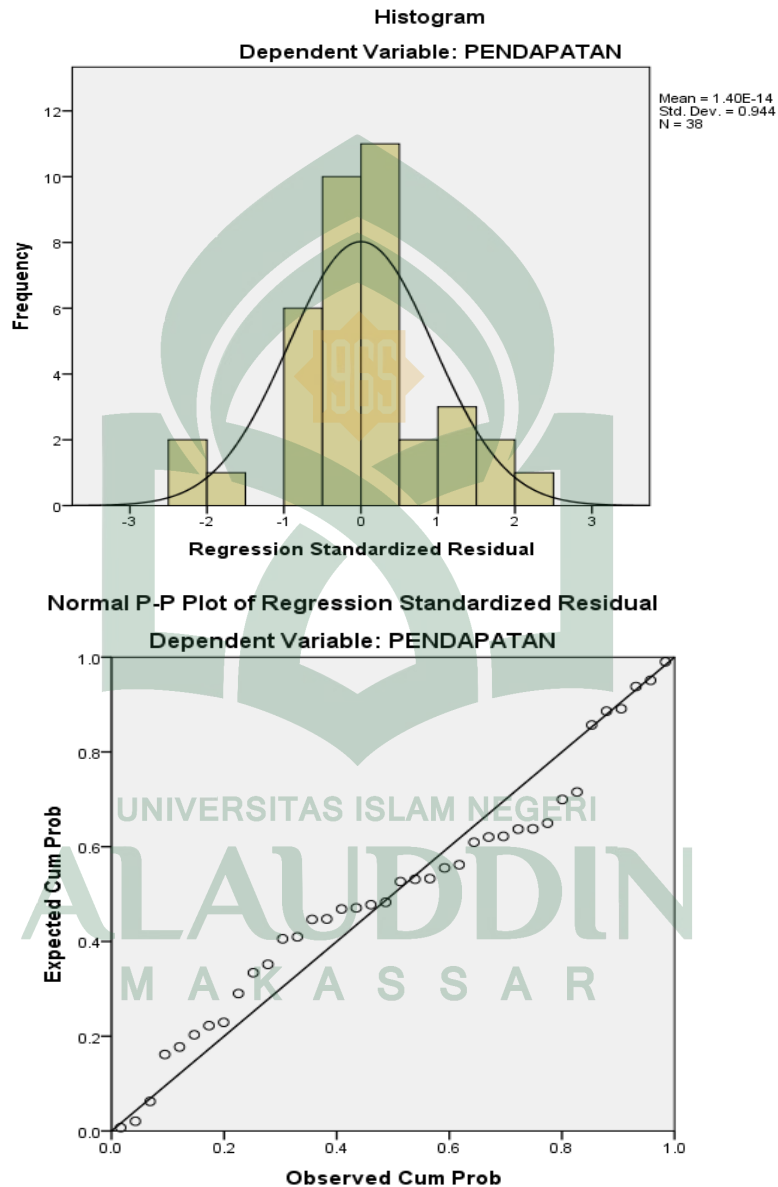 Histogram
Dependent Variable: PENDAPATAN
Mean = 1.40E-14
Std. Dev. = 0.944
N = 38
12
10
8
6
4
2
0
Frequency
1965
-3 -2 -1 0 1 2 3
Regression Standardized Residual
Normal P-P Plot of Regression Standardized Residual
Dependent Variable: PENDAPATAN
1.0
0.8
0.6
0.4
0.2
0.0
Expected Cum Prob
UNIVERSITAS ISLAM NEGERI
ALAUDDIN
MAKASSAR
0.0 0.2 0.4 0.6 0.8 1.0
Observed Cum Prob